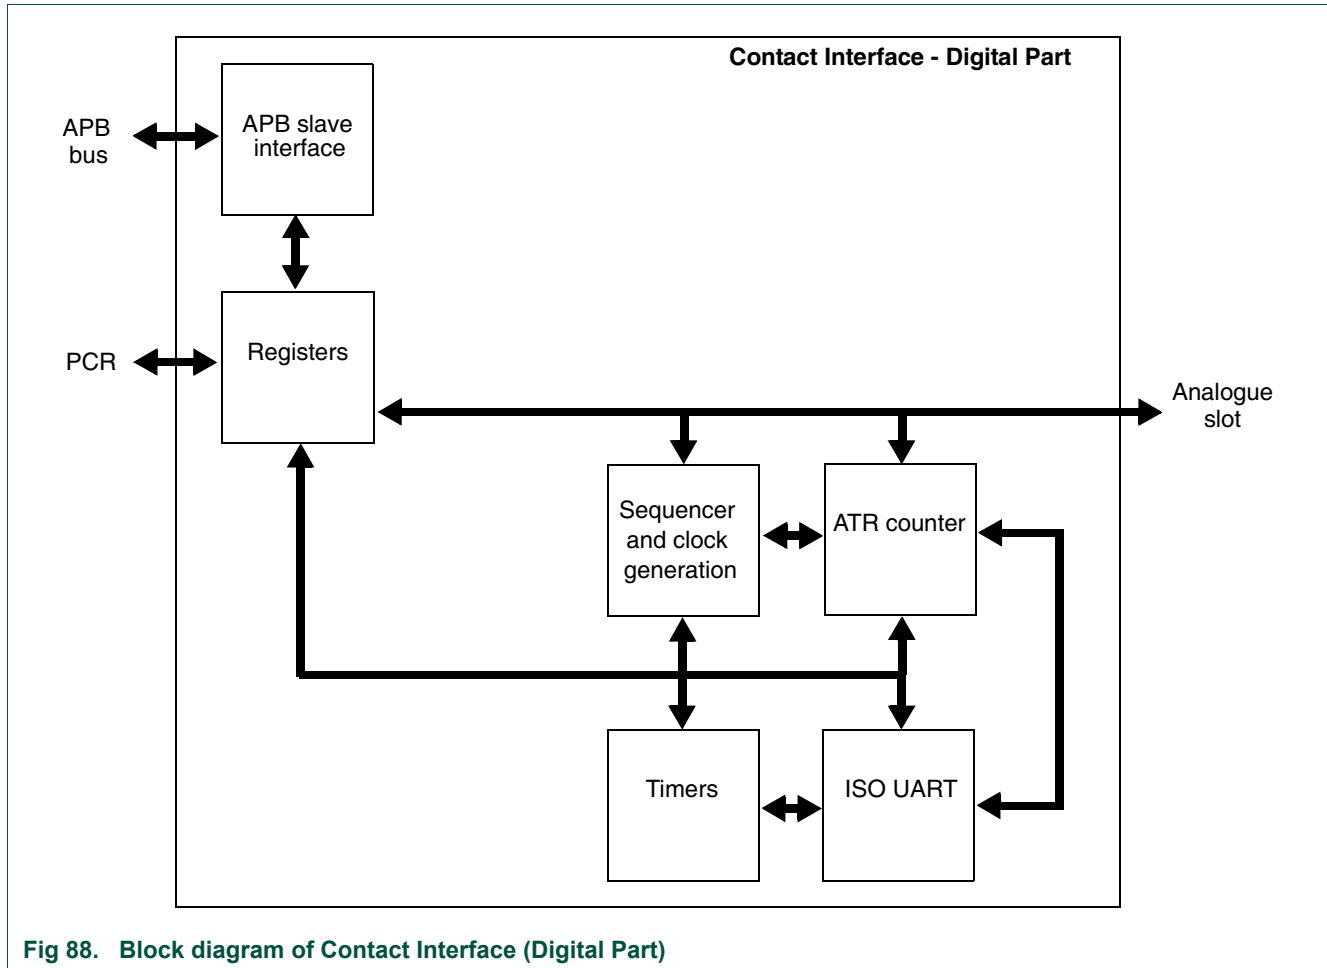 Contact Interface - Digital Part
APB
bus
APB slave
interface
PCR
Registers
Analogue
slot
Sequencer
and clock
generation
ATR counter
Timers
ISO UART
Fig 88. Block diagram of Contact Interface (Digital Part)